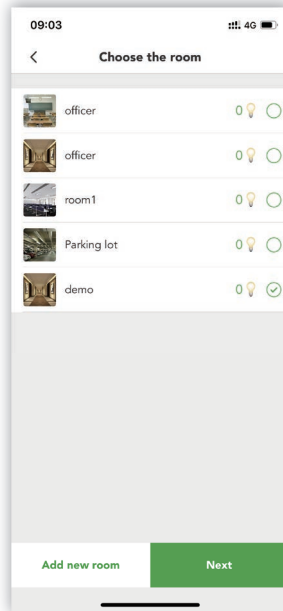 09:03 4G
Choose the room
officer 0
officer 0
room1 0
Parking lot 0
demo 0
Add new room Next